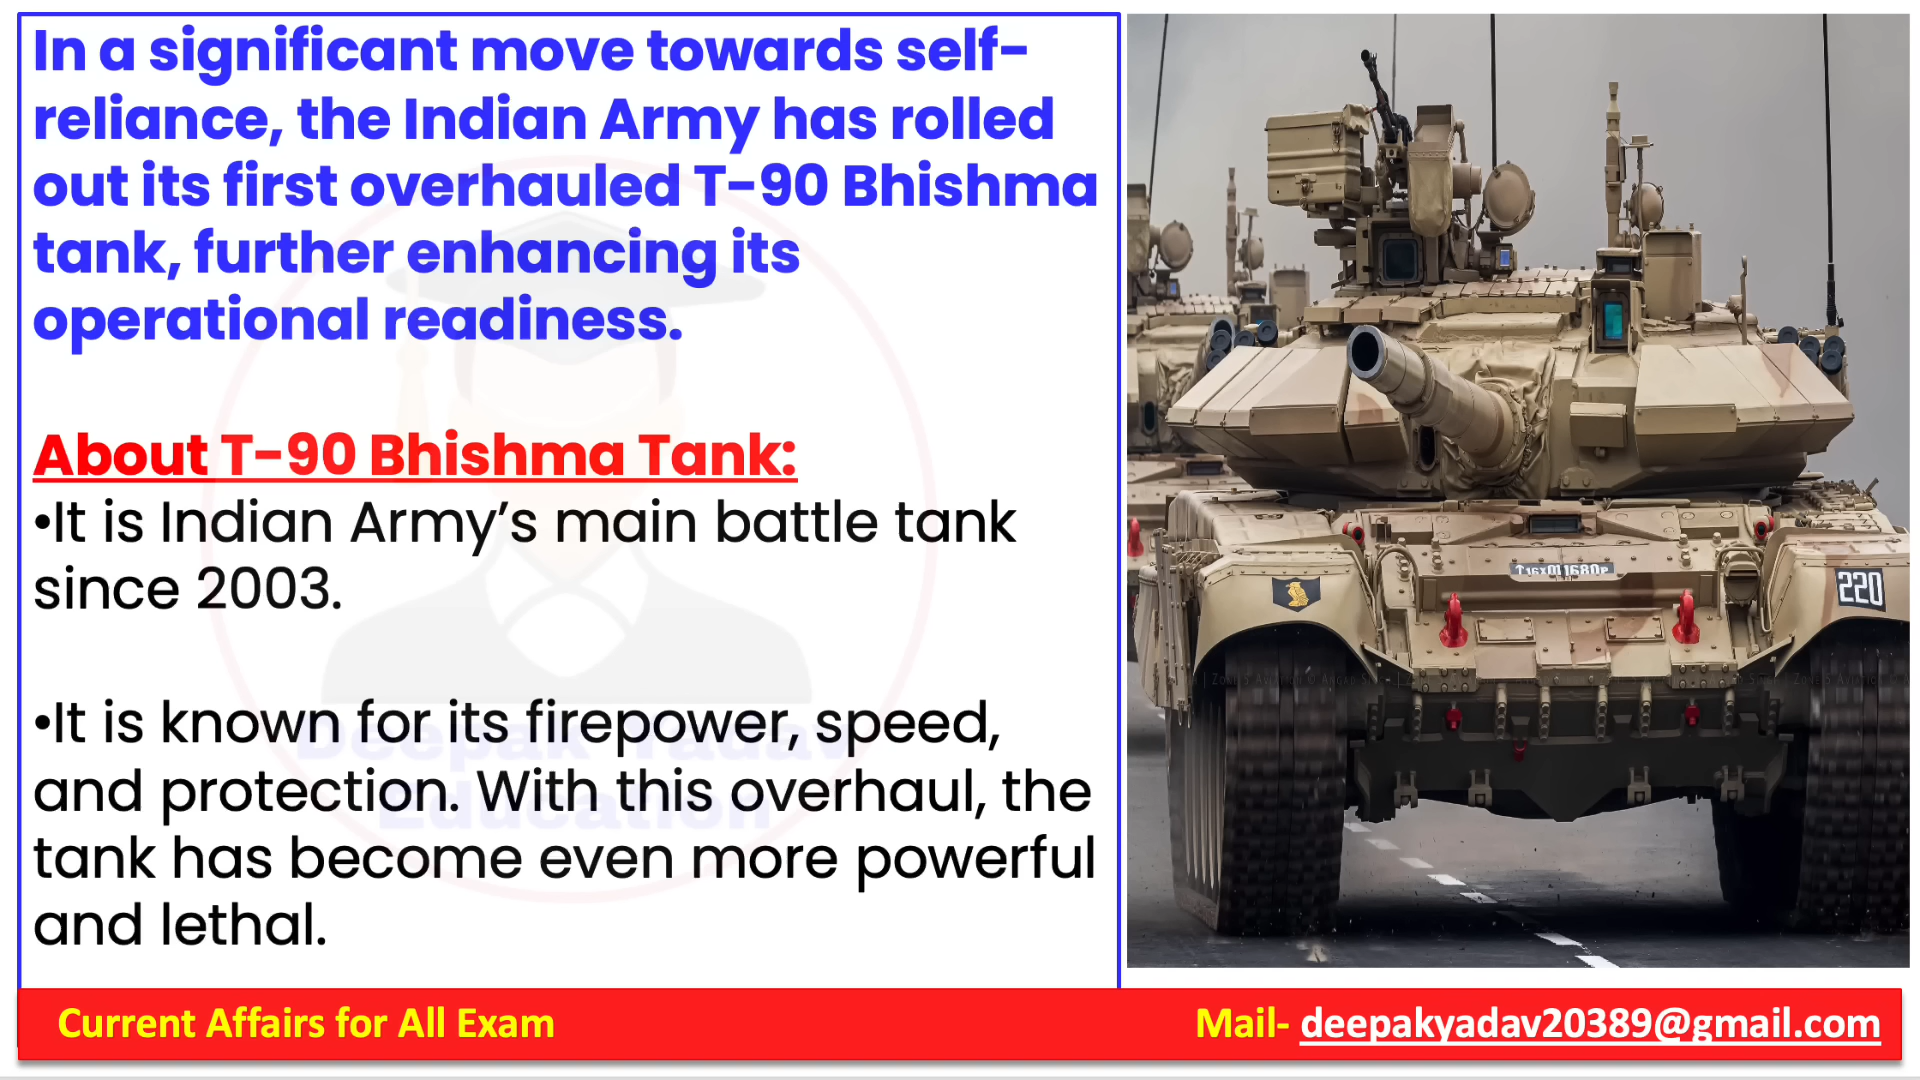 In a significant move towards self-
reliance, the Indian Army has rolled
out its first overhauled T-90 Bhishma
tank, further enhancing its
operational readiness.
About T-90 Bhishma Tank:
•It is Indian Army’s main battle tank
since 2003.
•It is known for its firepower, speed,
and protection. With this overhaul, the
tank has become even more powerful
and lethal.
Deepak Yadav
Education
220
Current Affairs for All Exam
Mail- deepakyadav20389@gmail.com